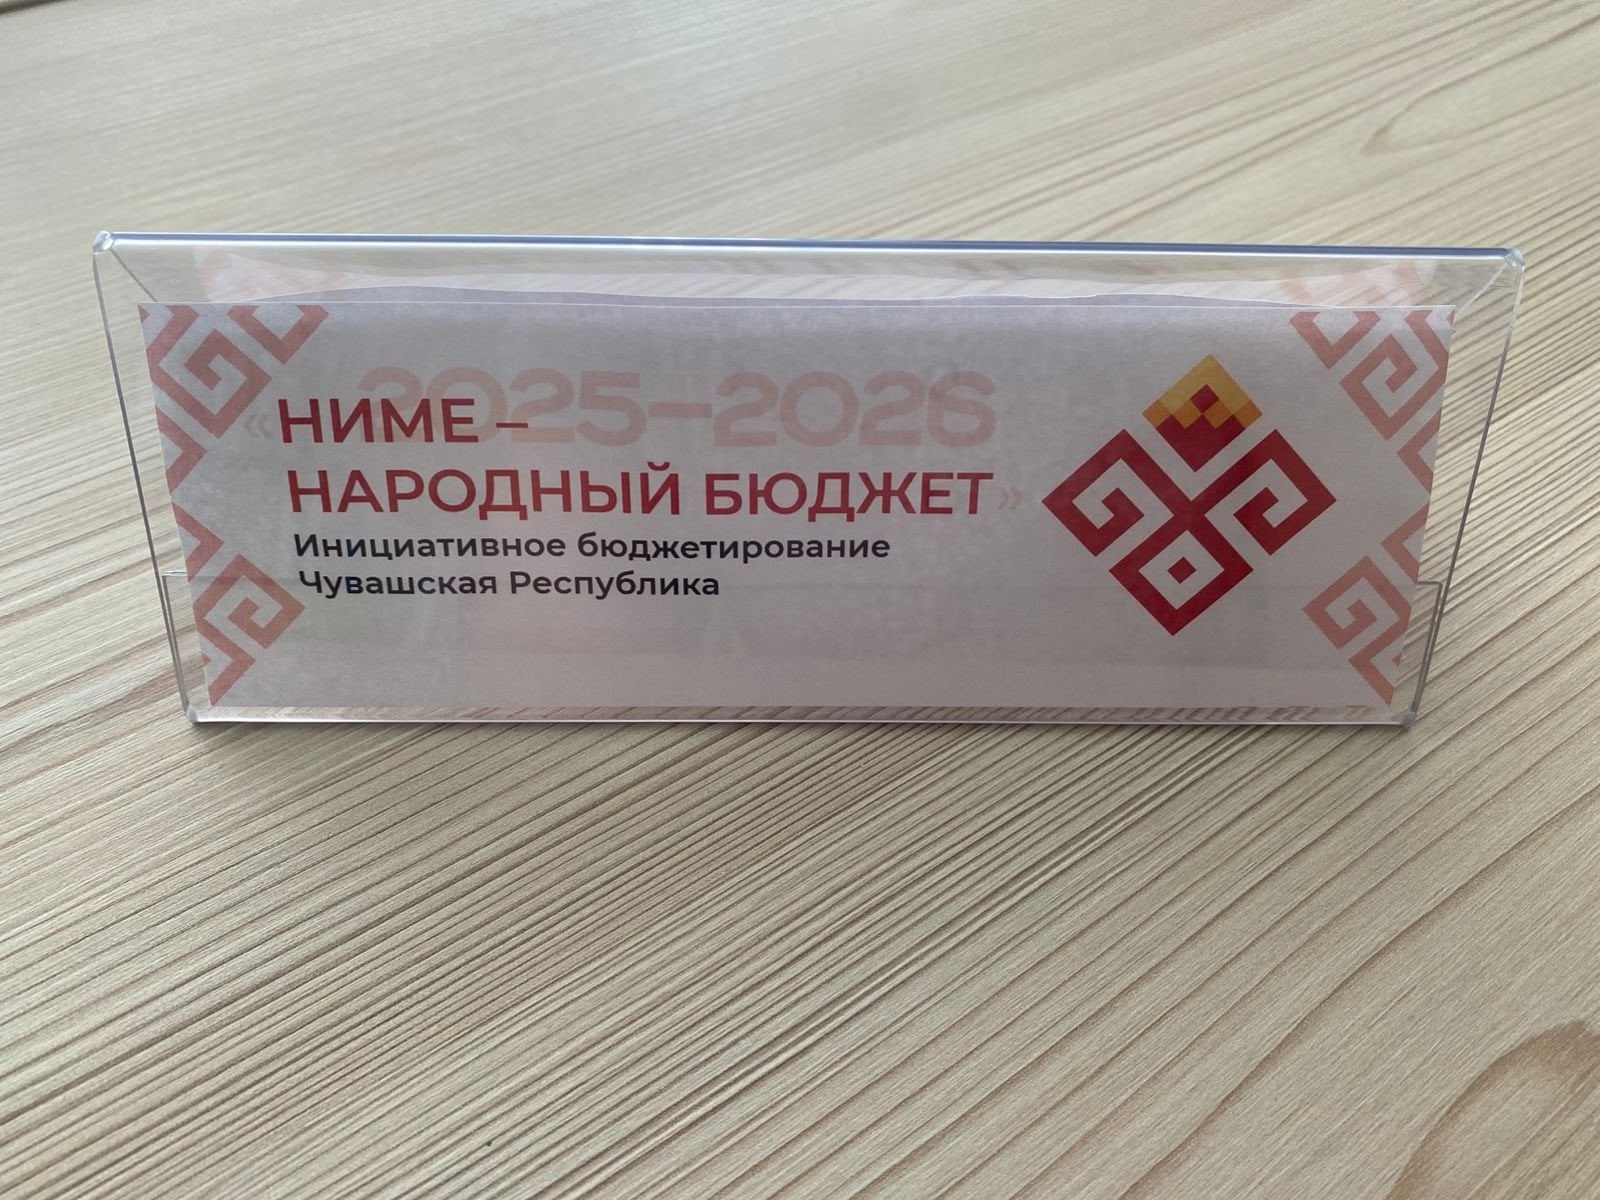 2025–2026
«НИМЕ –
НАРОДНЫЙ БЮДЖЕТ»
Инициативное бюджетирование
Чувашская Республика